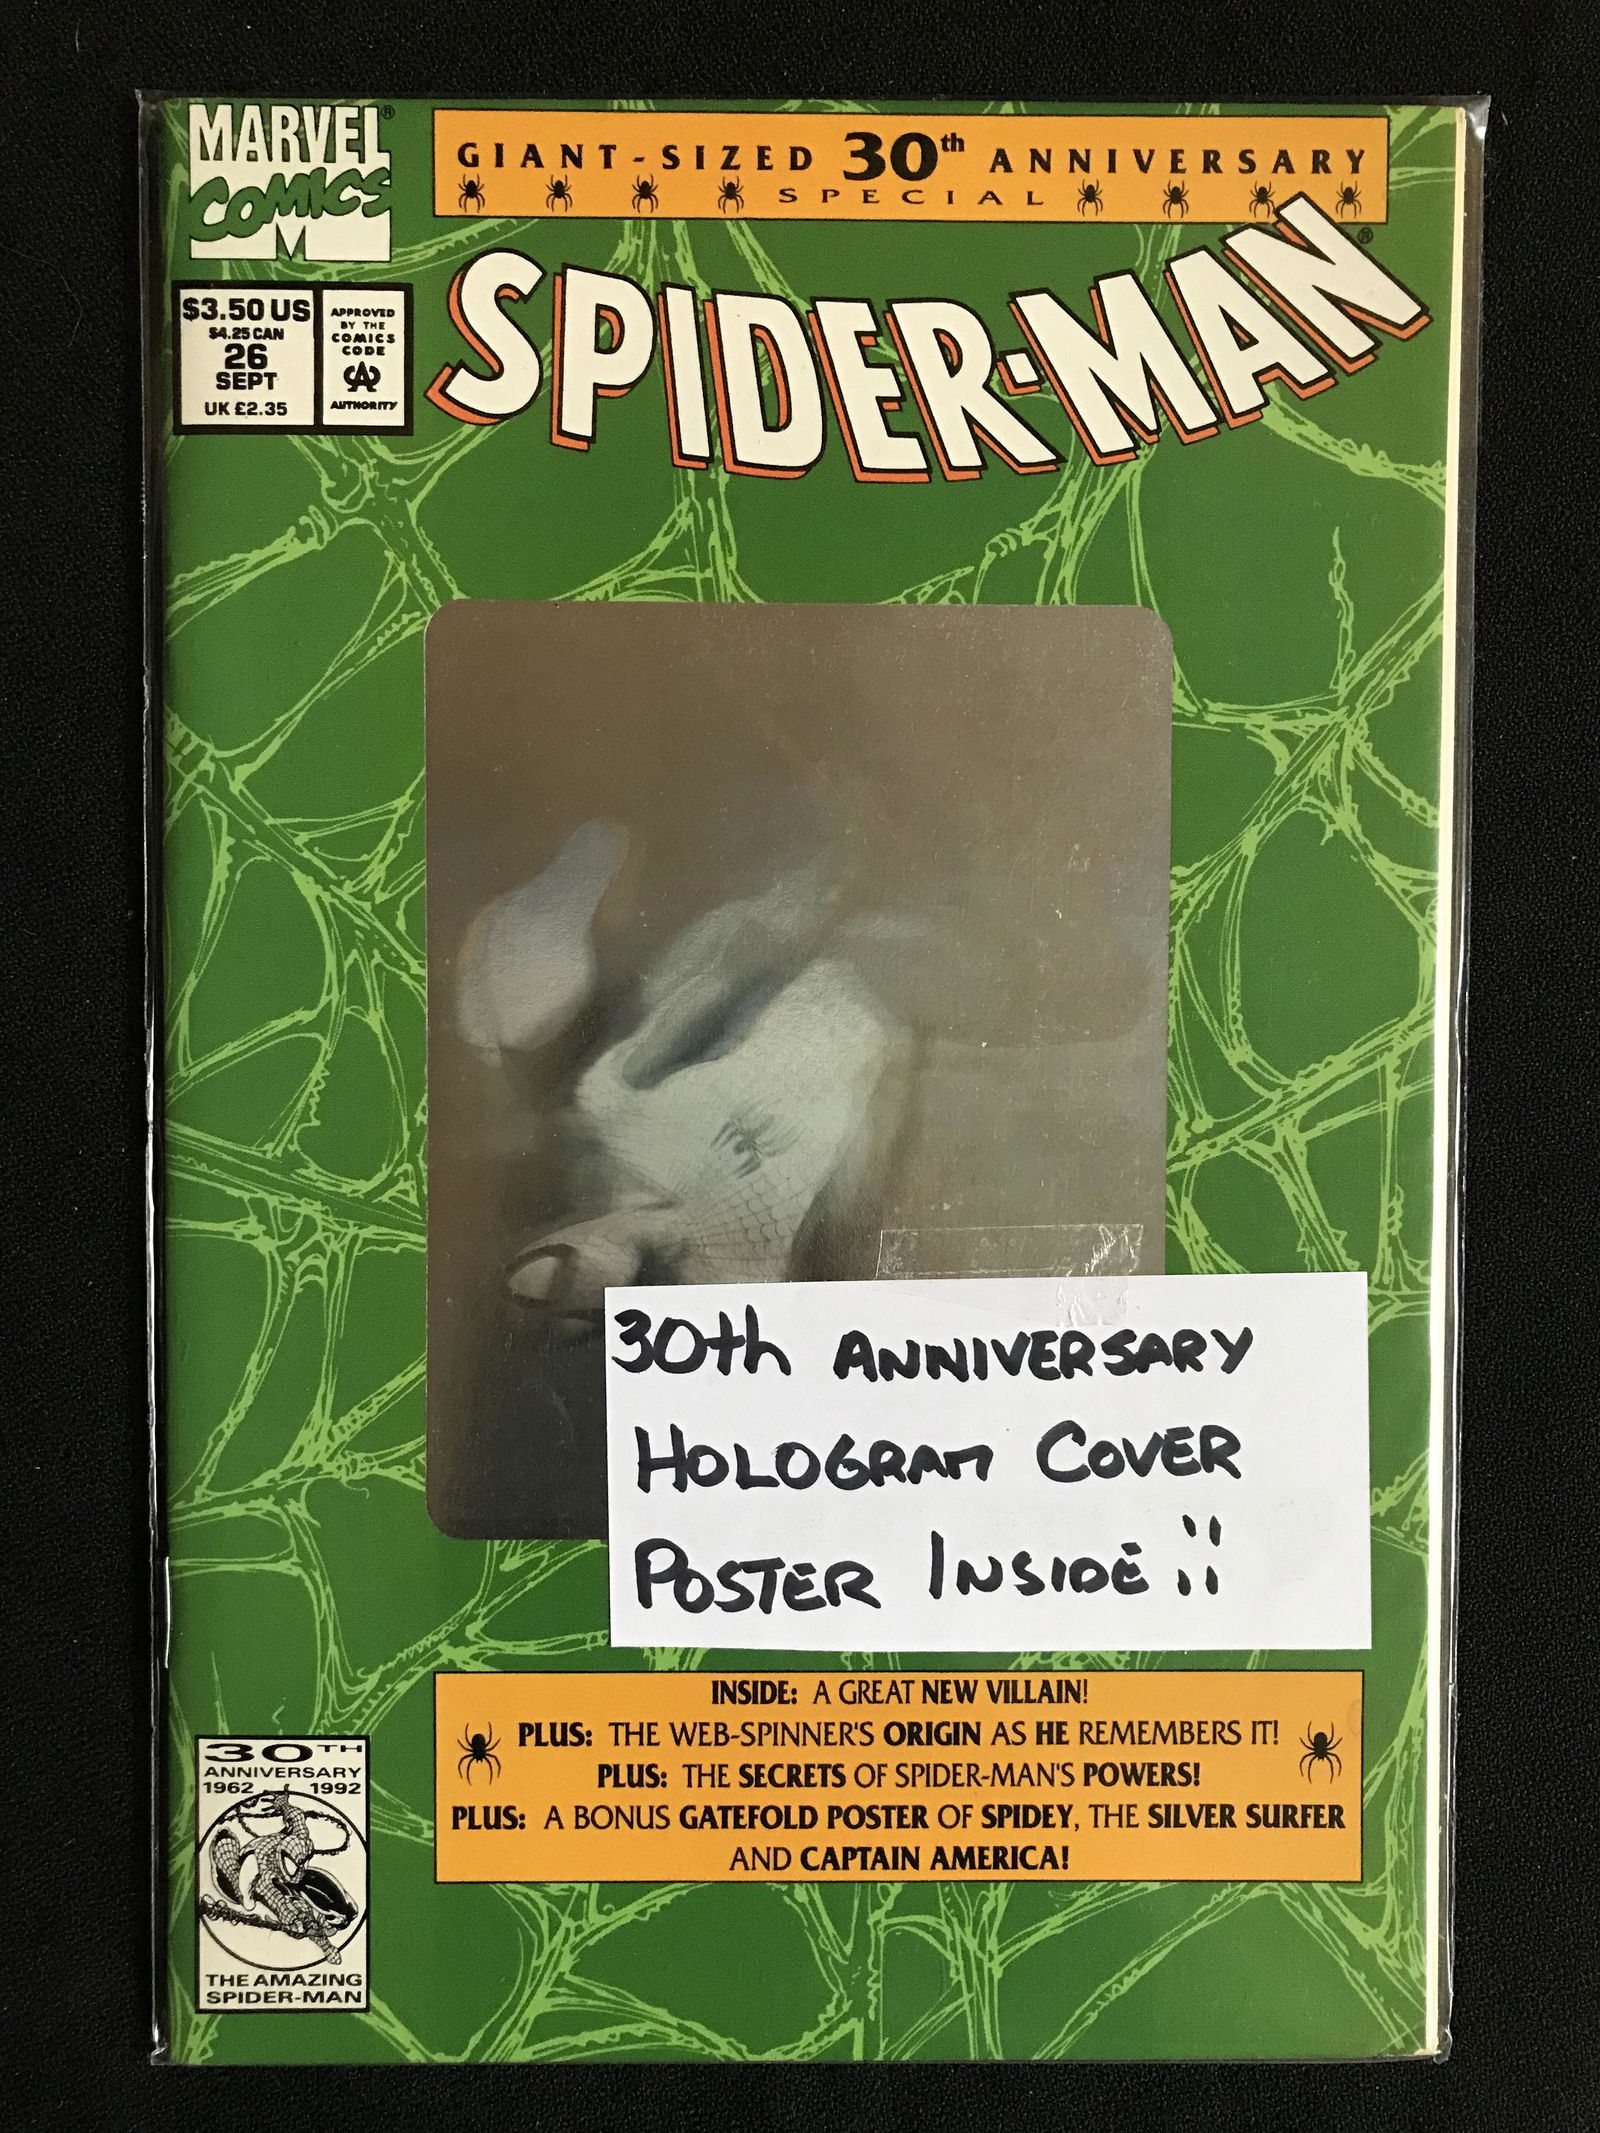 MARVEL®
COMICS
M
GIANT-SIZED 30th ANNIVERSARY
SPECIAL
SPIDER-MAN®
$3.50 US
$4.25 CAN
26
SEPT
UK £2.35
APPROVED
BY THE
COMICS
CODE
CA
AUTHORITY
30th ANNIVERSARY
HOLOGRAM COVER
POSTER INSIDE !!
INSIDE: A GREAT NEW VILLAIN!
PLUS: THE WEB-SPINNER'S ORIGIN AS HE REMEMBERS IT!
PLUS: THE SECRETS OF SPIDER-MAN'S POWERS!
PLUS: A BONUS GATEFOLD POSTER OF SPIDEY, THE SILVER SURFER
AND CAPTAIN AMERICA!
30TH
ANNIVERSARY
1962 1992
THE AMAZING
SPIDER-MAN